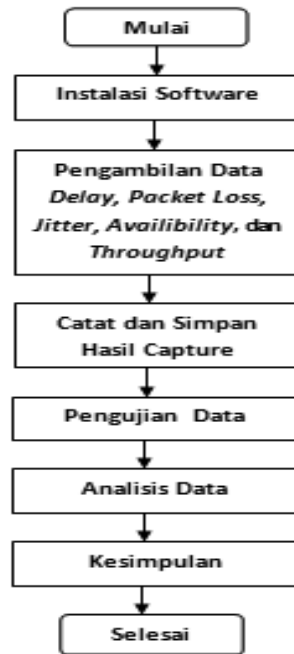 Mulai
Instalasi Software
Pengambilan Data
Delay, Packet Loss,
Jitter, Availibility, dan
Throughput
Catat dan Simpan
Hasil Capture
Pengujian Data
Analisis Data
Kesimpulan
Selesai